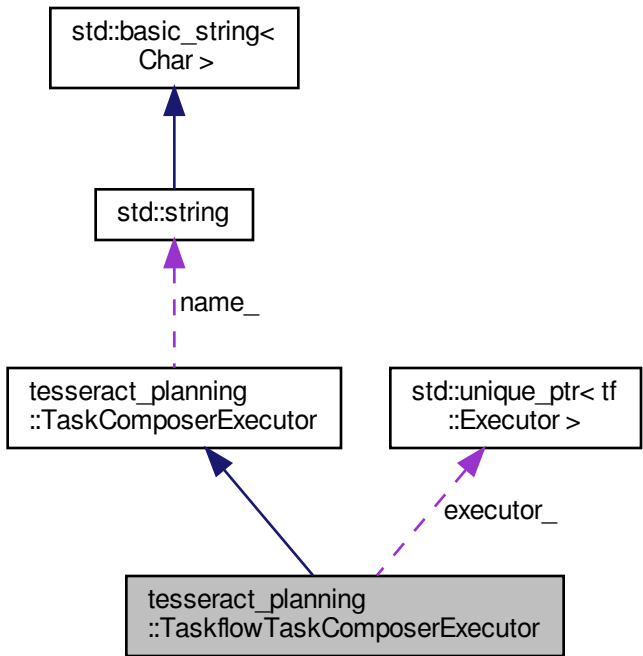 std::basic_string<
Char >
std::string
name_
tesseract_planning
::TaskComposerExecutor
std::unique_ptr< tf
::Executor >
executor_
tesseract_planning
::TaskflowTaskComposerExecutor